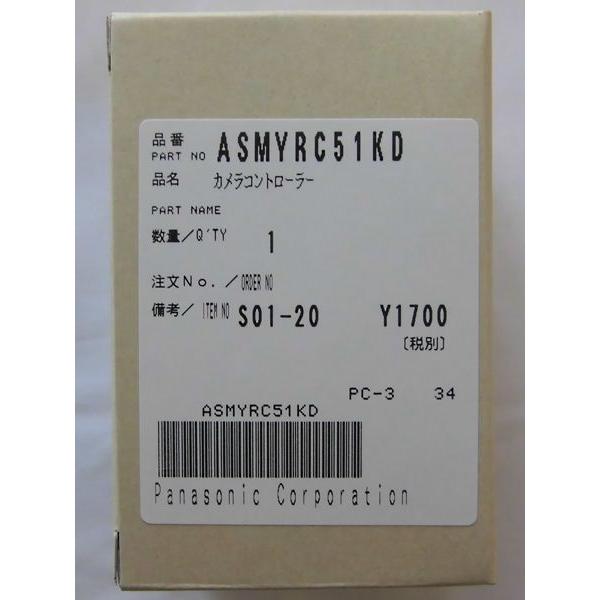 品番
PART NO ASMYRC51KD
品名 カメラコントローラー
PART NAME
数量/Q'TY 1
注文No./ORDER NO
備考/ITEM NO S01-20 Y1700
〔税別〕
PC-3 34
ASMYRC51KD
Panasonic Corporation